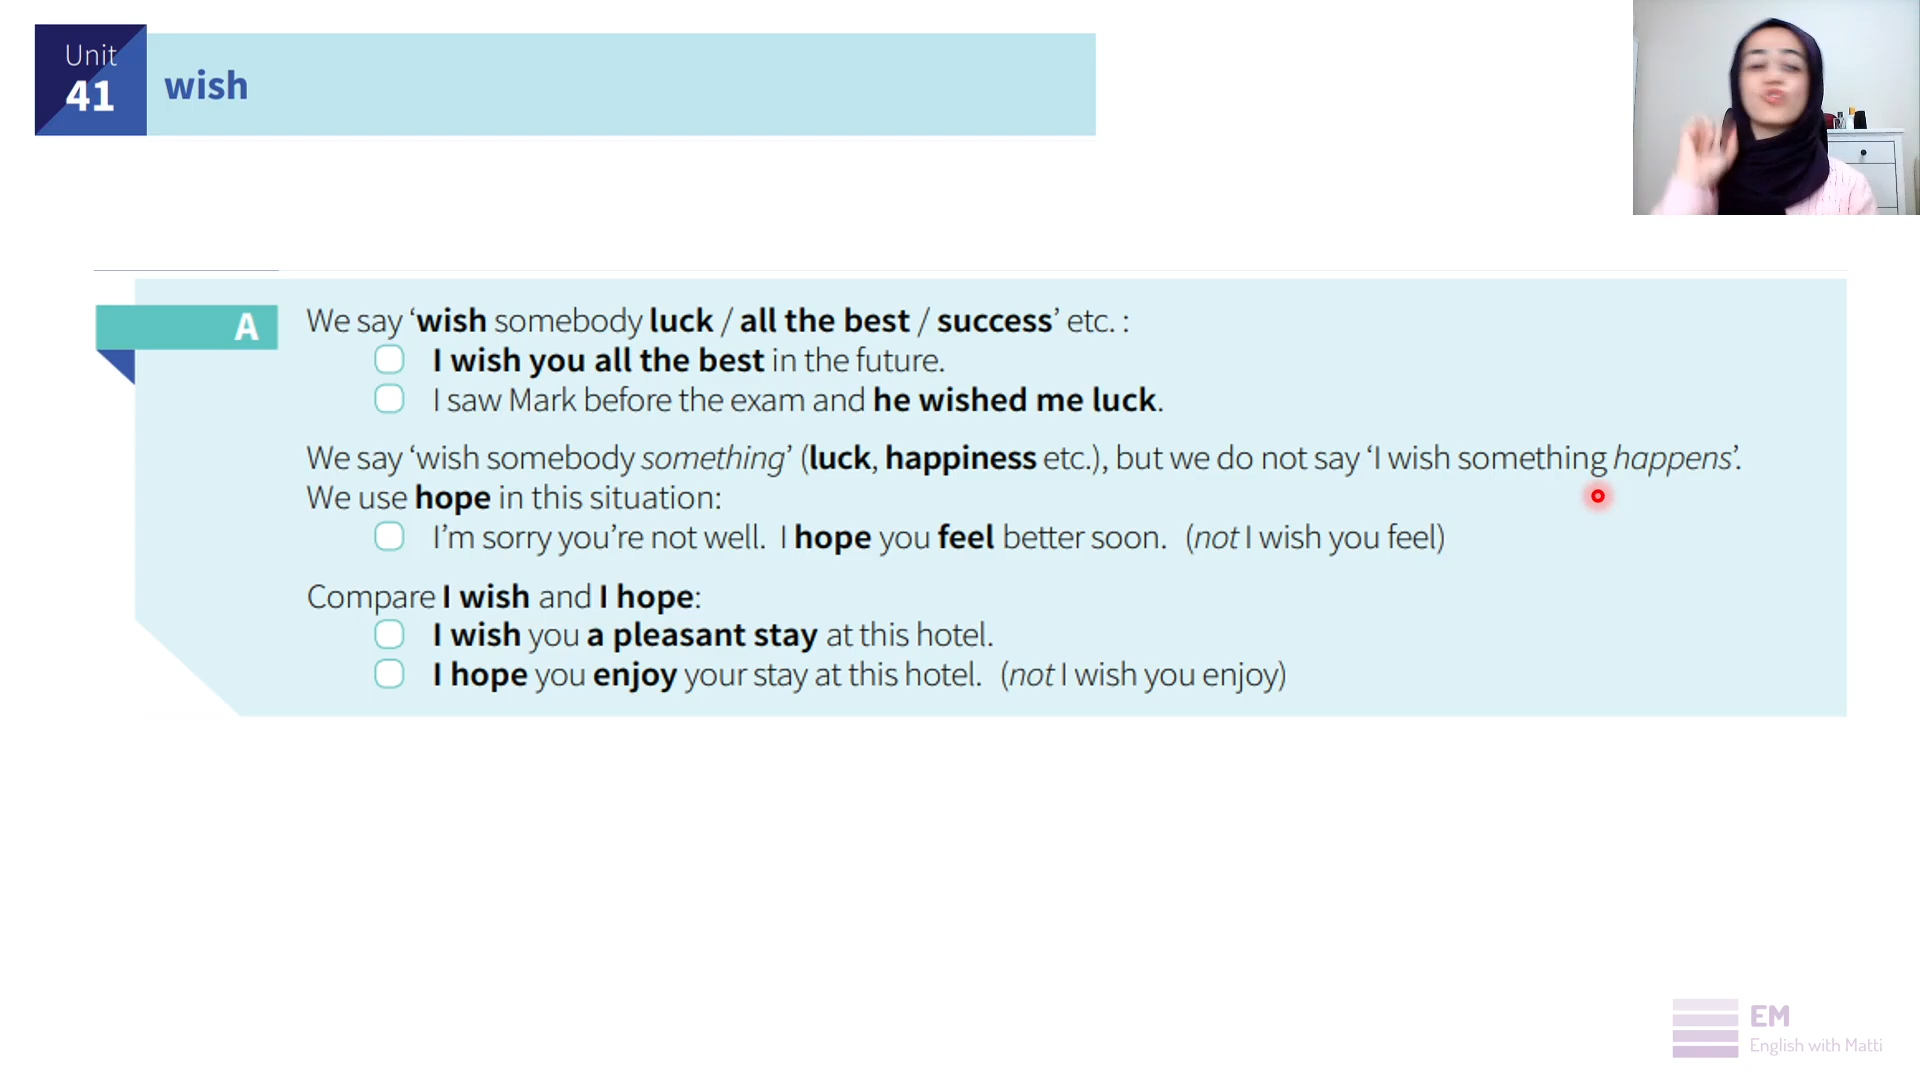 Unit
41
wish
A
We say ‘wish somebody luck / all the best / success’ etc. :
I wish you all the best in the future.
I saw Mark before the exam and he wished me luck.
We say ‘wish somebody something’ (luck, happiness etc.), but we do not say ‘I wish something happens’.
We use hope in this situation:
I’m sorry you’re not well. I hope you feel better soon. (not I wish you feel)
Compare I wish and I hope:
I wish you a pleasant stay at this hotel.
I hope you enjoy your stay at this hotel. (not I wish you enjoy)
EM
English with Matti